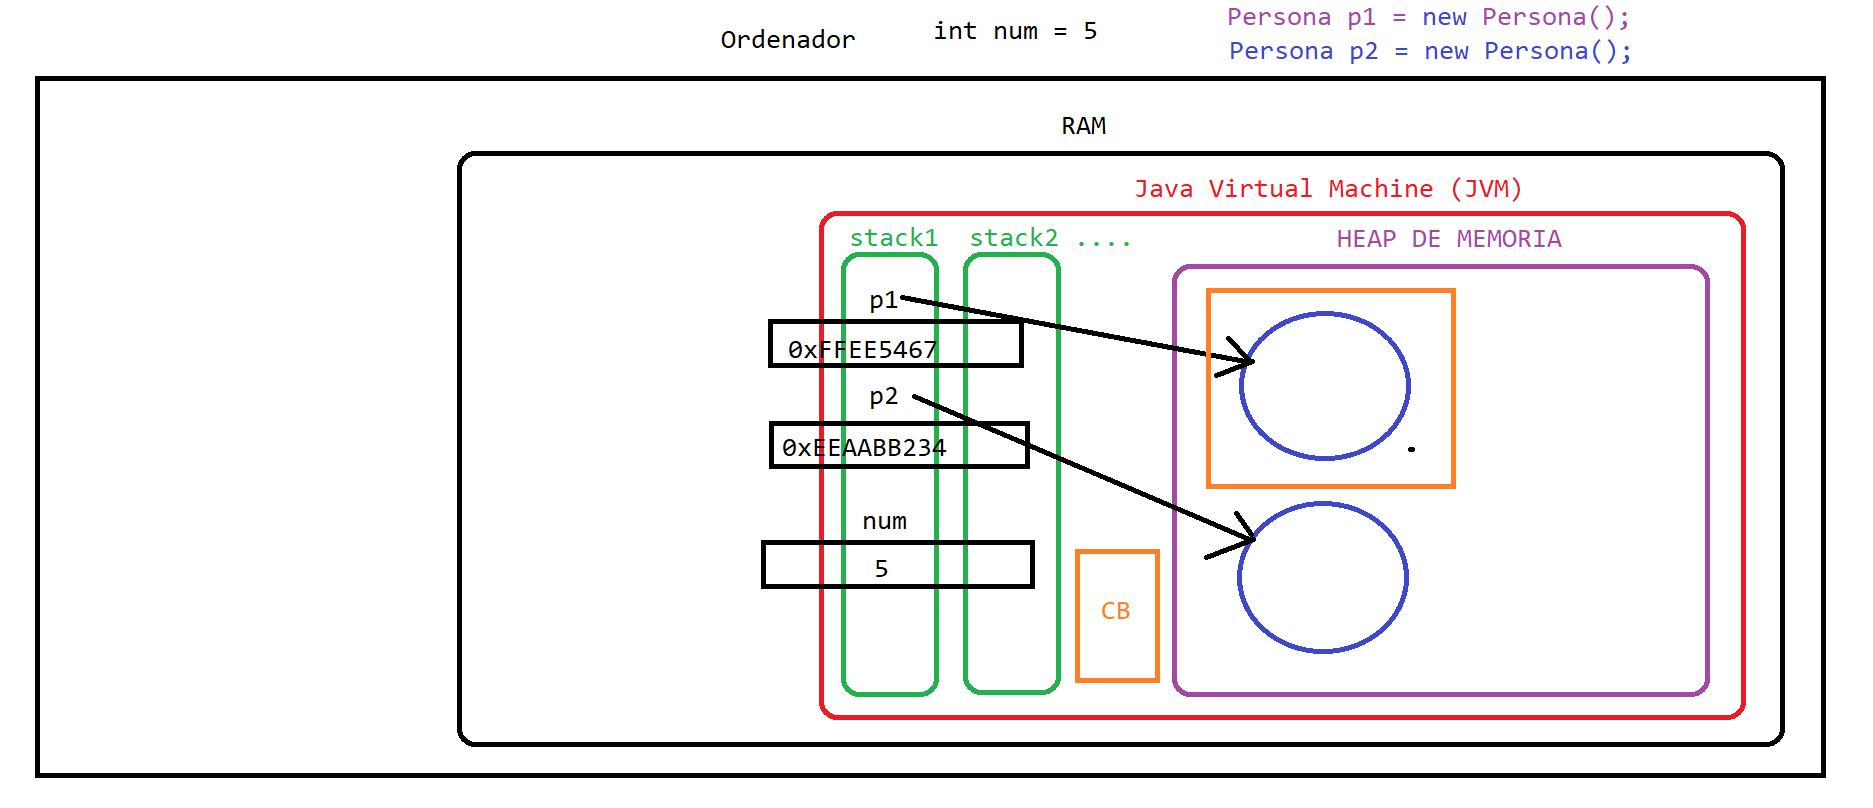 Ordenador
int num = 5
Persona p1 = new Persona();
Persona p2 = new Persona();
RAM
Java Virtual Machine (JVM)
stack1
stack2 ....
HEAP DE MEMORIA
p1
0xFFEE5467
p2
0xEEAABB234
num
5
CB